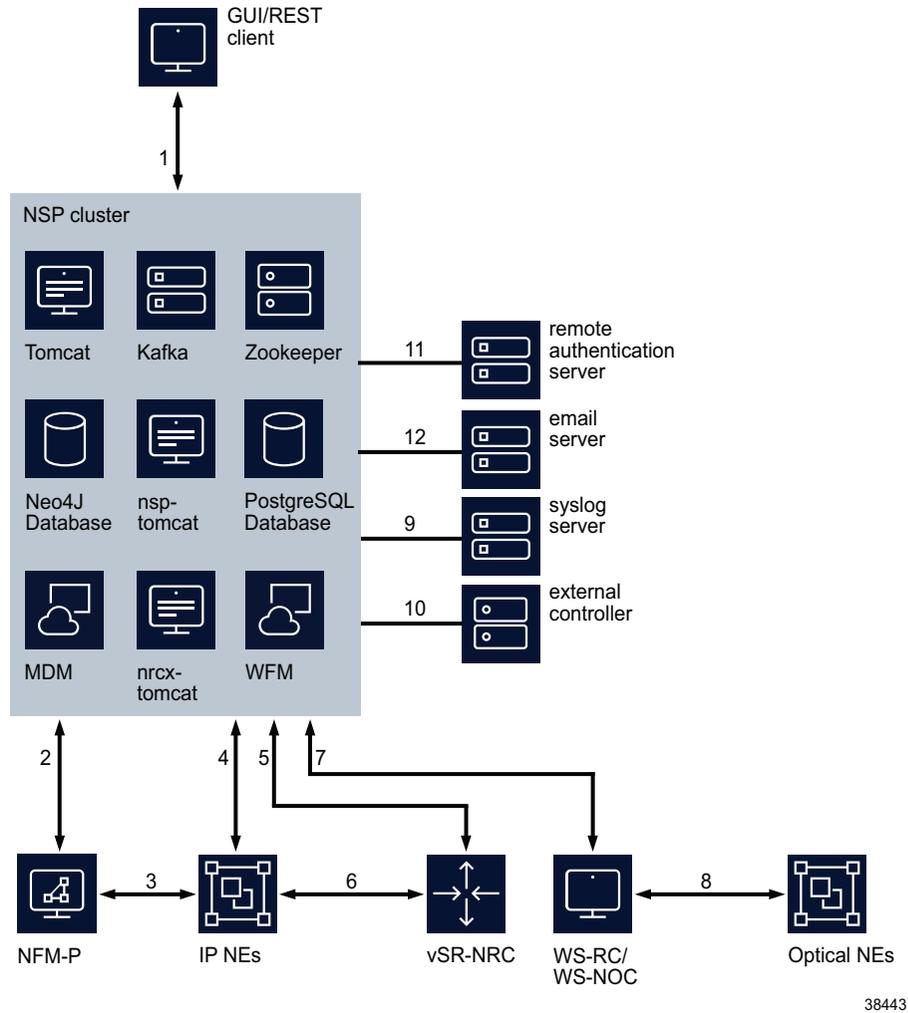 GUI/REST
client
1
NSP cluster
Tomcat
Kafka
Zookeeper
Neo4J
Database
nsp-
tomcat
PostgreSQL
Database
MDM
nrcx-
tomcat
WFM
11
remote
authentication
server
12
email
server
9
syslog
server
10
external
controller
2
4
5
7
3
6
8
NFM-P
IP NEs
vSR-NRC
WS-RC/
WS-NOC
Optical NEs
38443